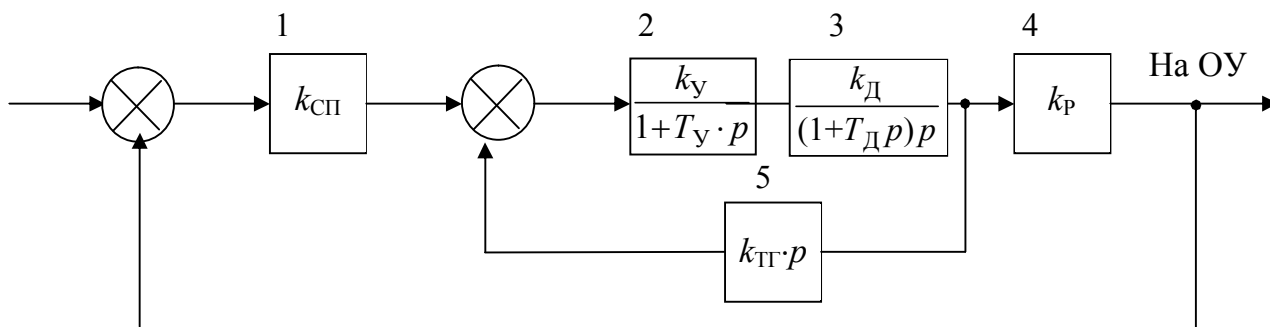 1
2
3
4
На ОУ
k_СП
k_У
1+T_У · p
k_Д
(1+T_Д p) p
k_Р
5
k_ТГ·p